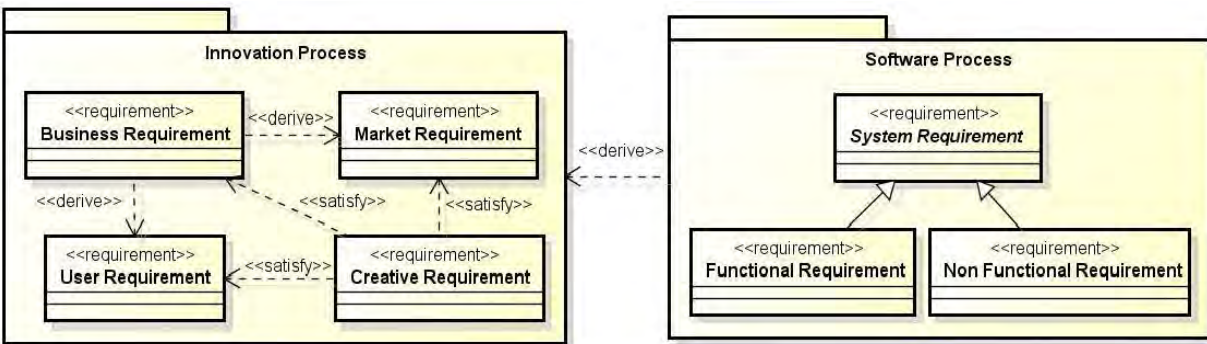 Innovation Process
<<requirement>>
Business Requirement
<<derive>>
<<requirement>>
Market Requirement
<<derive>>
<<satisfy>>
<<satisfy>>
<<requirement>>
User Requirement
<<satisfy>>
<<requirement>>
Creative Requirement
<<derive>>
Software Process
<<requirement>>
System Requirement
<<requirement>>
Functional Requirement
<<requirement>>
Non Functional Requirement